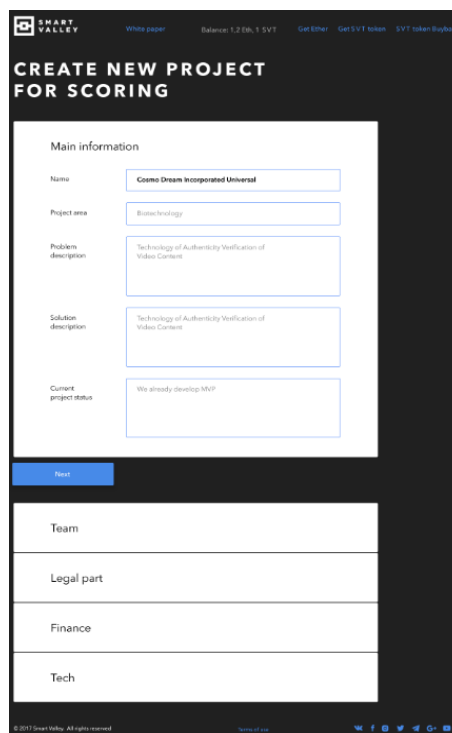 SMART
VALLEY
White paper
Balance: 1,2 Eth, 1 SVT
Get Ether
Get SVT token
SVT token Buyba
CREATE NEW PROJECT
FOR SCORING
Main information
Name
Cosmo Dream Incorporated Universal
Project area
Biotechnology
Problem
description
Technology of Authenticity Verification of
Video Content
Solution
description
Technology of Authenticity Verification of
Video Content
Current
project status
We already develop MVP
Next
Team
Legal part
Finance
Tech
© 2017 Smart Valley. All rights reserved
Terms of use